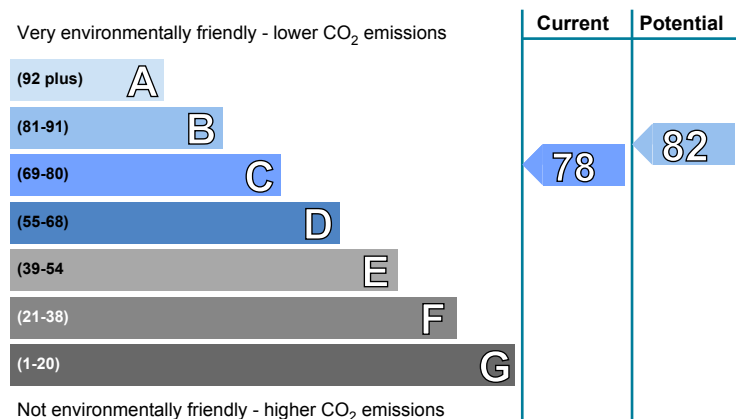 Very environmentally friendly - lower CO₂ emissions
Current
Potential
(92 plus) A
(81-91) B
(69-80) C
(55-68) D
(39-54 E
(21-38) F
(1-20) G
78
82
Not environmentally friendly - higher CO₂ emissions